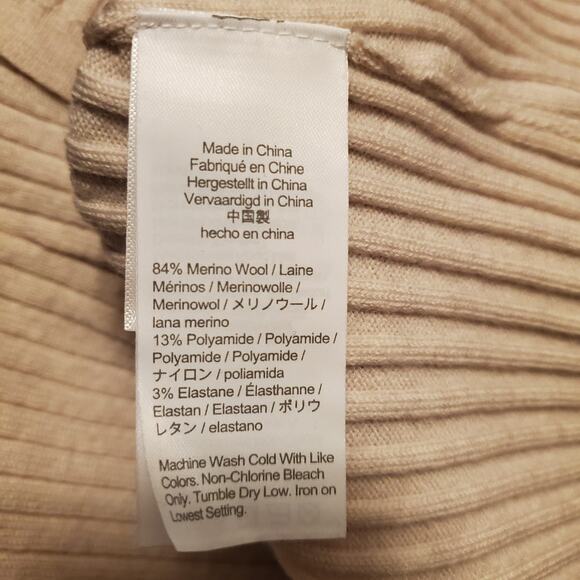 Made in China
Fabriqué en Chine
Hergestellt in China
Vervaardigd in China
中国製
hecho en china
84% Merino Wool / Laine
Mérinos / Merinowolle /
Merinowol / メリノウール /
lana merino
13% Polyamide / Polyamide /
Polyamide / Polyamide /
ナイロン / poliamida
3% Elastane / Élasthanne /
Elastan / Elastaan / ポリウ
レタン / elastano
Machine Wash Cold With Like
Colors. Non-Chlorine Bleach
Only. Tumble Dry Low. Iron on
Lowest Setting.